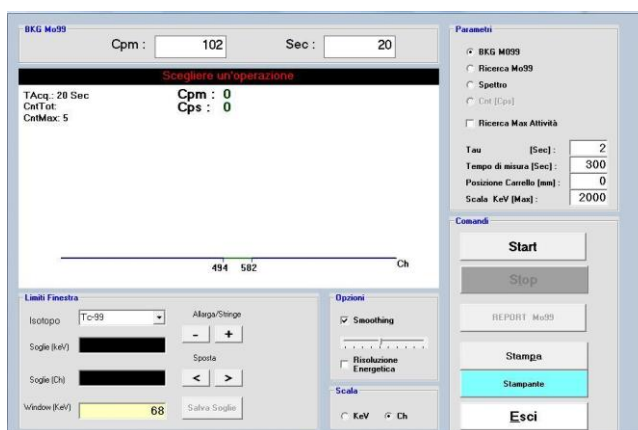 BKG Mo99
Cpm : 102 Sec : 20
Scegliere un'operazione
TAcq.: 20 Sec
CntTot:
CntMax: 5
Cpm : 0
Cps : 0
494 582 Ch
Limiti Finestra
Isotopo Tc-99
Soglie (keV)
Soglie (Ch)
Window (KeV) 68
Allarga/Stringe
- +
Sposta
< >
Salva Soglie
Opzioni
Smoothing
Risoluzione
Energetica
Scala
KeV Ch
Parametri
BKG M099
Ricerca Mo99
Spettro
Cnt [Cps]
Ricerca Max Attività
Tau [Sec] : 2
Tempo di misura [Sec] : 300
Posizione Carrello [mm] : 0
Scala KeV [Max] : 2000
Comandi
Start
Stop
REPORT Mo99
Stampa
Stampante
Esci